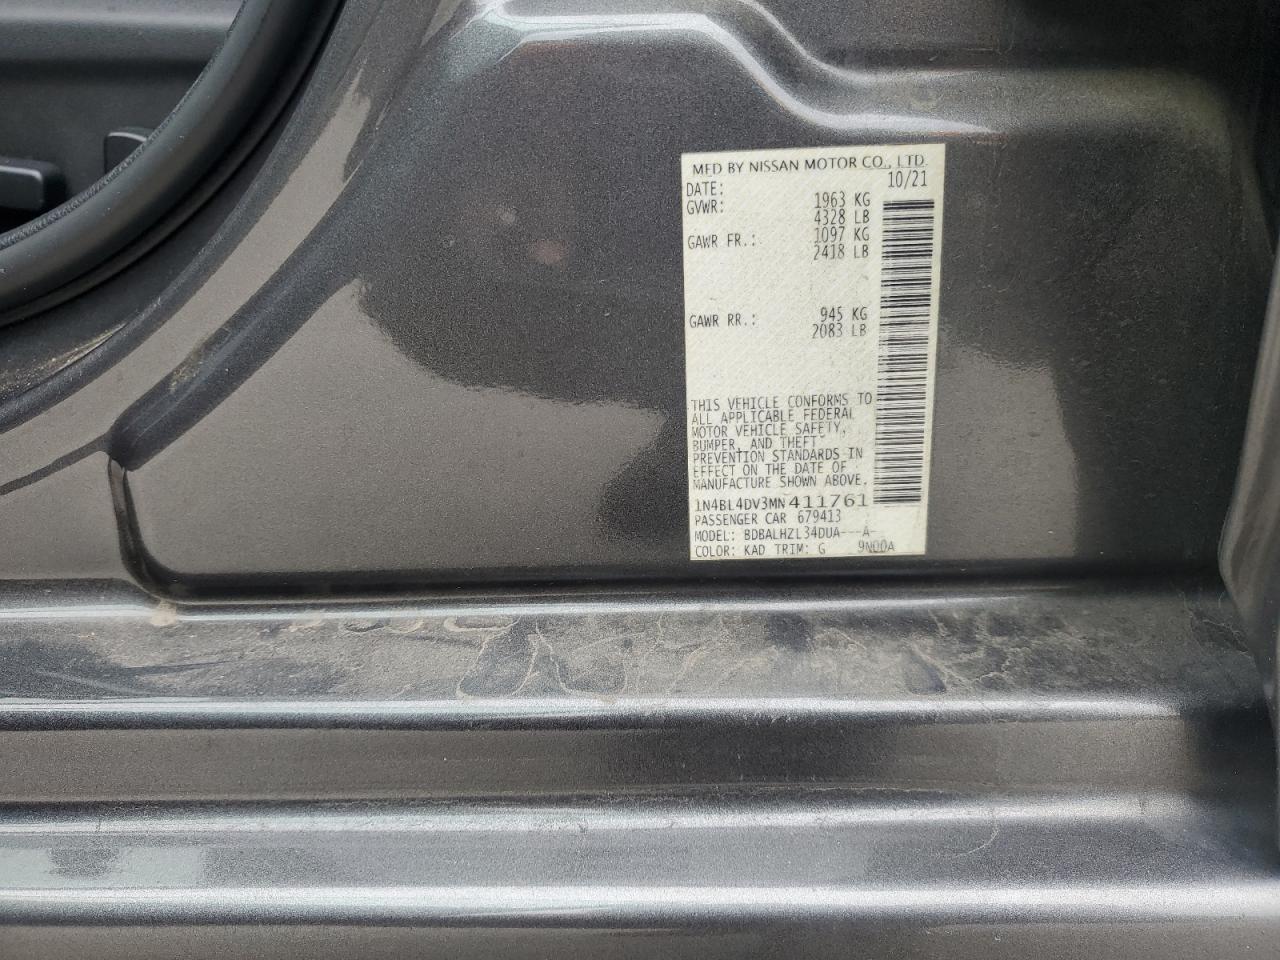 MFD BY NISSAN MOTOR CO., LTD.
DATE: 10/21
GVWR: 1963 KG
4328 LB
GAWR FR.: 1097 KG
2418 LB
GAWR RR.: 945 KG
2083 LB
THIS VEHICLE CONFORMS TO
ALL APPLICABLE FEDERAL
MOTOR VEHICLE SAFETY,
BUMPER, AND THEFT
PREVENTION STANDARDS IN
EFFECT ON THE DATE OF
MANUFACTURE SHOWN ABOVE.
1N4BL4DV3MN411761
PASSENGER CAR 679413
MODEL: BDBALHZL34DUA---A-
COLOR: KAD TRIM: G 9N00A